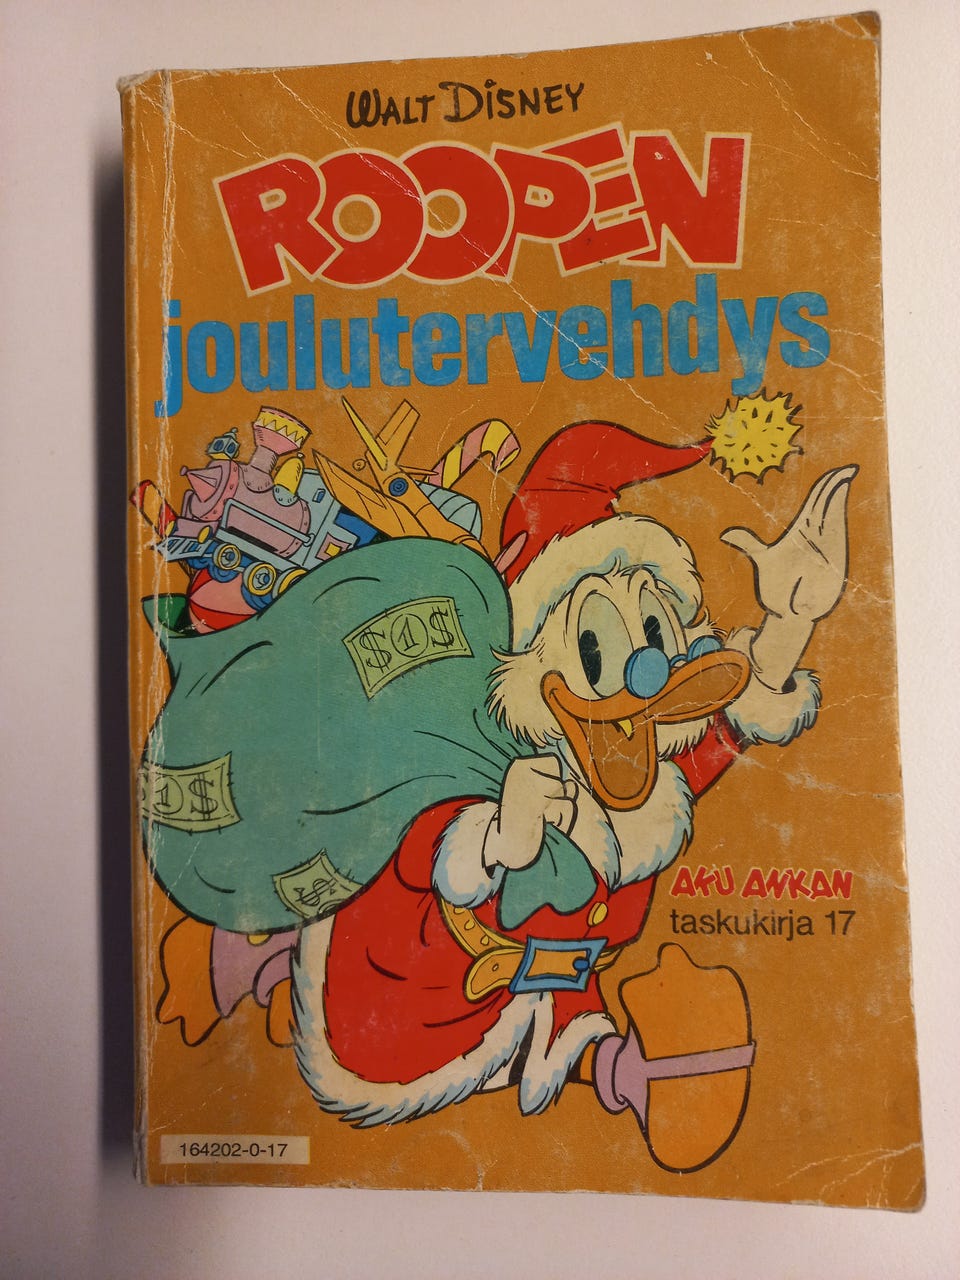 WALT DISNEY
ROOPEN
joulutervehdys
$1$
1$
$
AKU ANKAN
taskukirja 17
164202-0-17